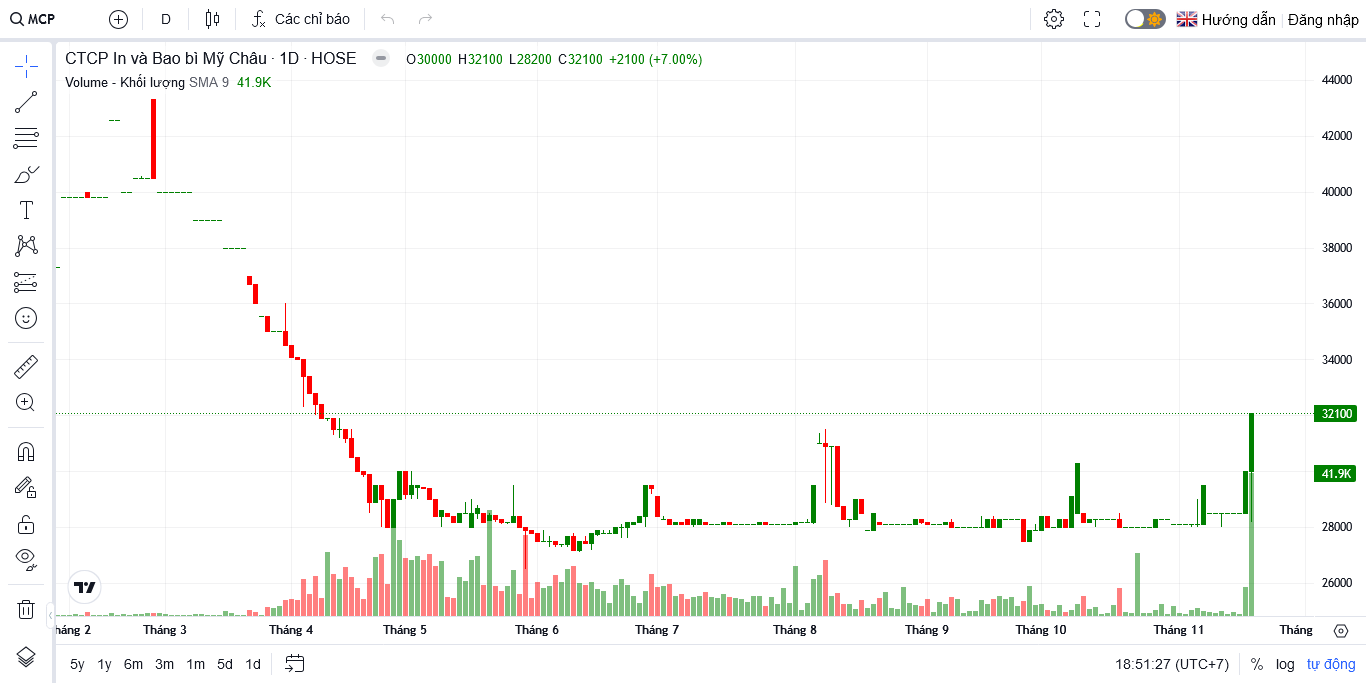 MCP D Các chỉ báo Hướng dẫn Đăng nhập
CTCP In và Bao bì Mỹ Châu · 1D · HOSE O30000 H32100 L28200 C32100 +2100 (+7.00%)
Volume - Khối lượng SMA 9 41.9K
44000
42000
40000
38000
36000
34000
32100
41.9K
28000
26000
háng 2 Tháng 3 Tháng 4 Tháng 5 Tháng 6 Tháng 7 Tháng 8 Tháng 9 Tháng 10 Tháng 11 Tháng
5y 1y 6m 3m 1m 5d 1d 18:51:27 (UTC+7) % log tự động